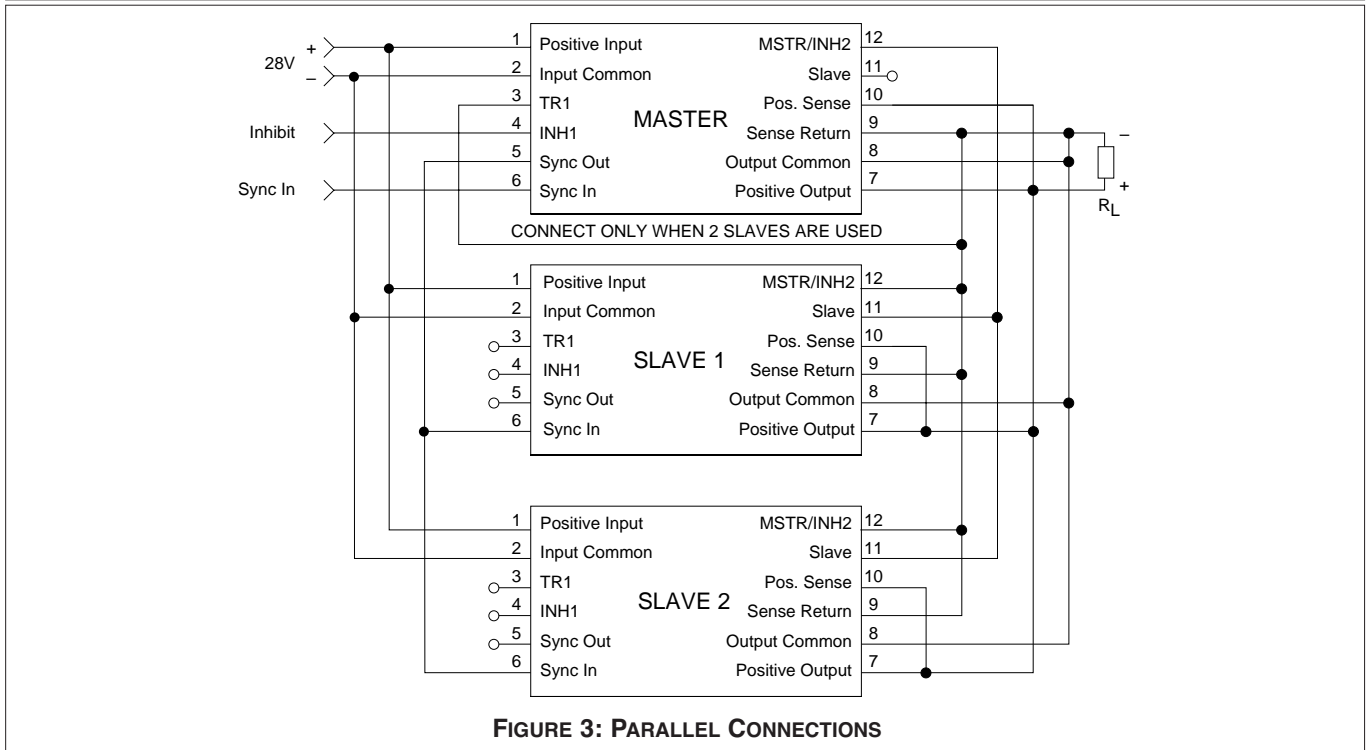 +
28V
–
Inhibit
Sync In
1 Positive Input MSTR/INH2 12
2 Input Common Slave 11
3 TR1 Pos. Sense 10
MASTER
4 INH1 Sense Return 9
5 Sync Out Output Common 8
6 Sync In Positive Output 7
–
+
RL
CONNECT ONLY WHEN 2 SLAVES ARE USED
1 Positive Input MSTR/INH2 12
2 Input Common Slave 11
3 TR1 Pos. Sense 10
SLAVE 1
4 INH1 Sense Return 9
5 Sync Out Output Common 8
6 Sync In Positive Output 7
1 Positive Input MSTR/INH2 12
2 Input Common Slave 11
3 TR1 Pos. Sense 10
SLAVE 2
4 INH1 Sense Return 9
5 Sync Out Output Common 8
6 Sync In Positive Output 7
FIGURE 3: PARALLEL CONNECTIONS